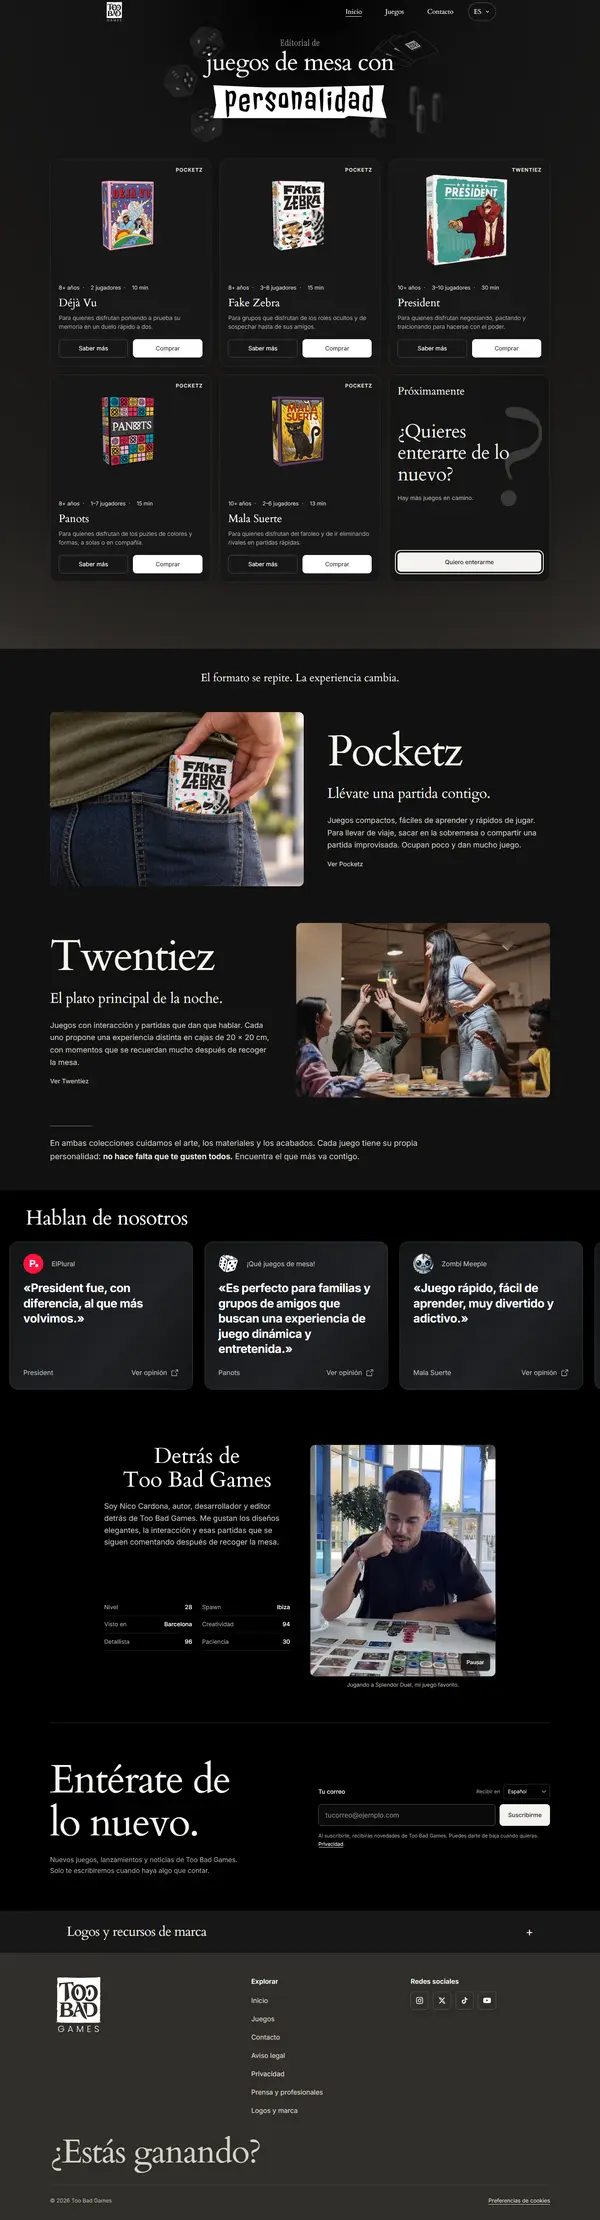 TOO
BAD
GAMES
Inicio
Juegos
Contacto
ES
Editorial de
juegos de mesa con
personalidad
POCKETZ
DÉJÀ VU
8+ años · 2 jugadores · 10 min
Déjà Vu
Para quienes disfrutan poniendo a prueba su
memoria en un duelo rápido a dos.
Saber más
Comprar
POCKETZ
FAKE
ZEBRA
8+ años · 3–8 jugadores · 15 min
Fake Zebra
Para grupos que disfrutan de los roles ocultos y de
sospechar hasta de sus amigos.
Saber más
Comprar
TWENTIEZ
PRESIDENT
10+ años · 3–10 jugadores · 30 min
President
Para quienes disfrutan negociando, pactando y
traicionando para hacerse con el poder.
Saber más
Comprar
POCKETZ
PANOTS
8+ años · 1–7 jugadores · 15 min
Panots
Para quienes disfrutan de los puzles de colores y
formas, a solas o en compañía.
Saber más
Comprar
POCKETZ
MALA
SUERTE
10+ años · 2–6 jugadores · 13 min
Mala Suerte
Para quienes disfrutan del faroleo y de ir eliminando
rivales en partidas rápidas.
Saber más
Comprar
Próximamente
?
¿Quieres
enterarte de lo
nuevo?
Hay más juegos en camino.
Quiero enterarme
El formato se repite. La experiencia cambia.
FAKE
ZEBRA
Pocketz
Llévate una partida contigo.
Juegos compactos, fáciles de aprender y rápidos de jugar.
Para llevar de viaje, sacar en la sobremesa o compartir una
partida improvisada. Ocupan poco y dan mucho juego.
Ver Pocketz
Twentiez
El plato principal de la noche.
Juegos con interacción y partidas que dan que hablar. Cada
uno propone una experiencia distinta en cajas de 20 × 20 cm,
con momentos que se recuerdan mucho después de recoger
la mesa.
Ver Twentiez
En ambas colecciones cuidamos el arte, los materiales y los acabados. Cada juego tiene su propia
personalidad: no hace falta que te gusten todos. Encuentra el que más va contigo.
Hablan de nosotros
P.
ElPlural
«President fue, con
diferencia, al que más
volvimos.»
President
Ver opinión
¡Qué juegos de mesa!
«Es perfecto para familias y
grupos de amigos que
buscan una experiencia de
juego dinámica y
entretenida.»
Panots
Ver opinión
Zombi Meeple
«Juego rápido, fácil de
aprender, muy divertido y
adictivo.»
Mala Suerte
Ver opinión
Detrás de
Too Bad Games
Soy Nico Cardona, autor, desarrollador y editor
detrás de Too Bad Games. Me gustan los diseños
elegantes, la interacción y esas partidas que se
siguen comentando después de recoger la mesa.
Nivel 28
Spawn Ibiza
Visto en Barcelona
Creatividad 94
Detallista 96
Paciencia 30
Pausar
Jugando a Splendor Duel, mi juego favorito.
Entérate de
lo nuevo.
Nuevos juegos, lanzamientos y noticias de Too Bad Games.
Solo te escribiremos cuando haya algo que contar.
Tu correo
Recibir en
Español
tucorreo@ejemplo.com
Suscribirme
Al suscribirte, recibirás novedades de Too Bad Games. Puedes darte de baja cuando quieras.
Privacidad
Logos y recursos de marca
+
TOO
BAD
GAMES
Explorar
Inicio
Juegos
Contacto
Aviso legal
Privacidad
Prensa y profesionales
Logos y marca
Redes sociales
¿Estás ganando?
© 2026 Too Bad Games
Preferencias de cookies